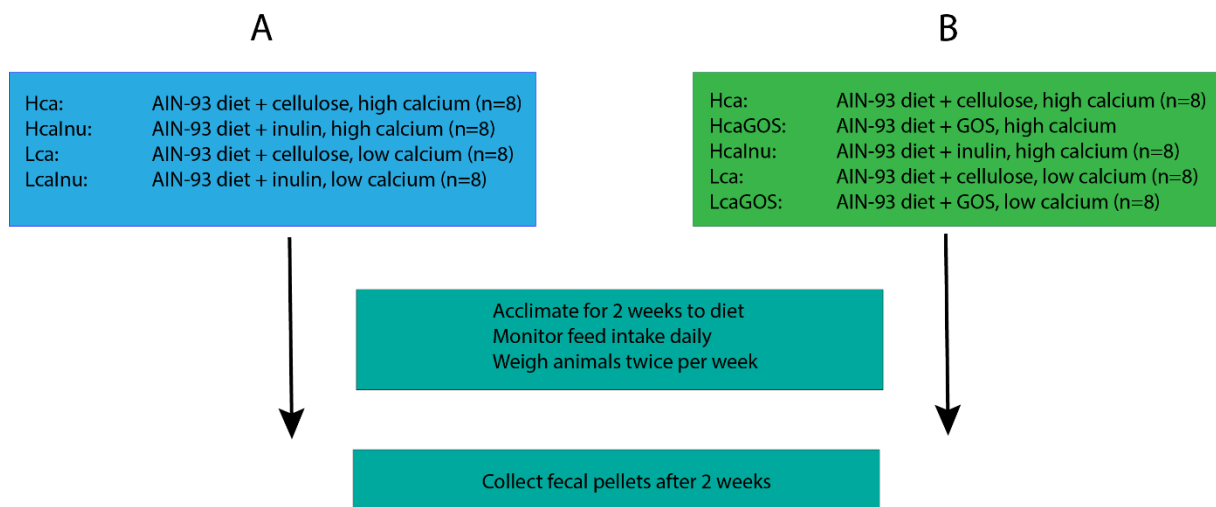 A
Hca: AIN-93 diet + cellulose, high calcium (n=8)
HcaInu: AIN-93 diet + inulin, high calcium (n=8)
Lca: AIN-93 diet + cellulose, low calcium (n=8)
LcaInu: AIN-93 diet + inulin, low calcium (n=8)
B
Hca: AIN-93 diet + cellulose, high calcium (n=8)
HcaGOS: AIN-93 diet + GOS, high calcium
HcaInu: AIN-93 diet + inulin, high calcium (n=8)
Lca: AIN-93 diet + cellulose, low calcium (n=8)
LcaGOS: AIN-93 diet + GOS, low calcium (n=8)
Acclimate for 2 weeks to diet
Monitor feed intake daily
Weigh animals twice per week
Collect fecal pellets after 2 weeks